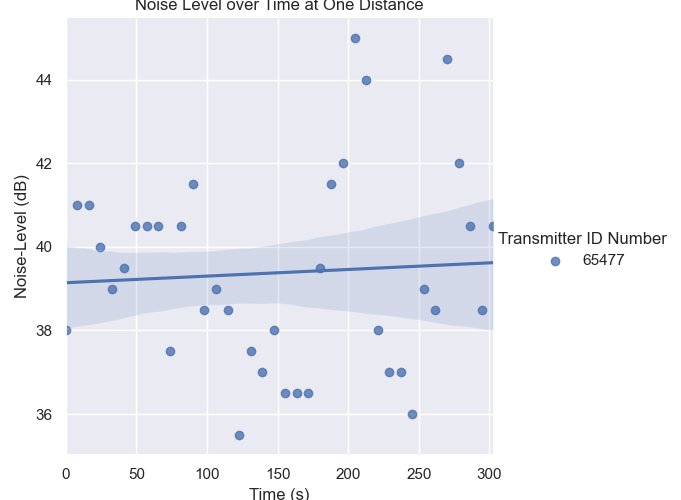 Noise Level over Time at One Distance
Noise-Level (dB)
44
42
40
38
36
0 50 100 150 200 250 300
Time (s)
Transmitter ID Number
65477